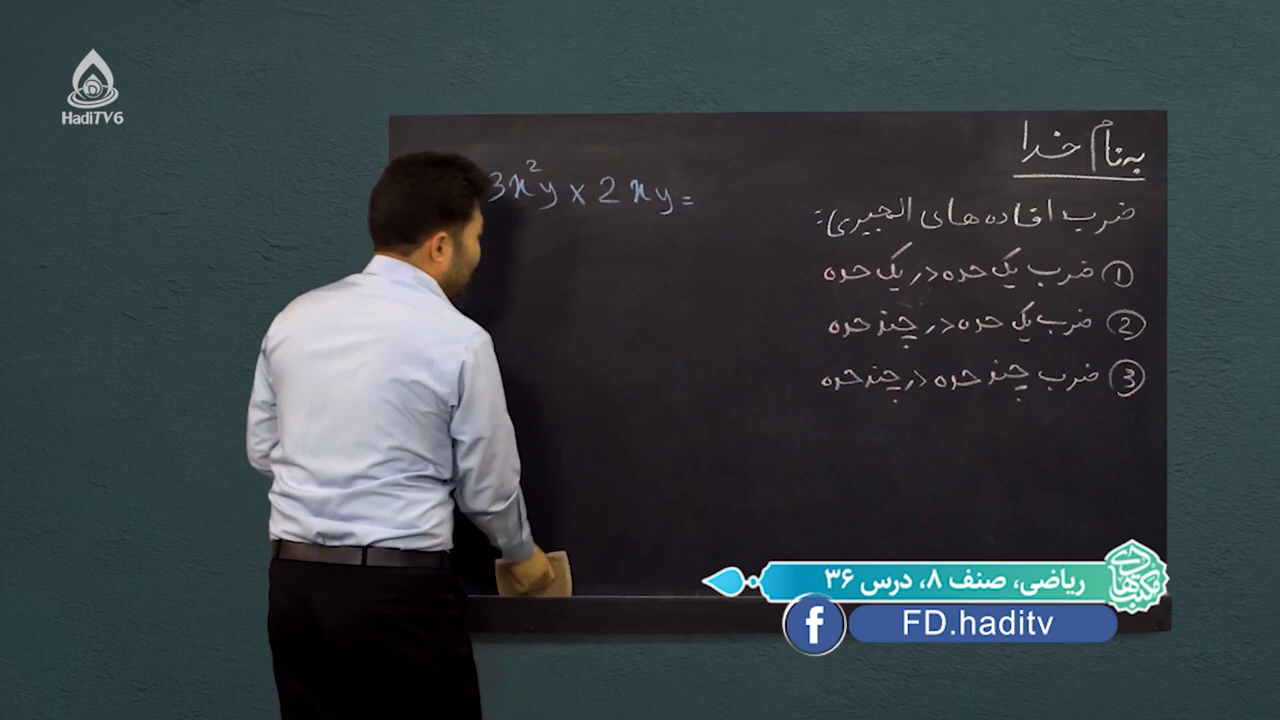 HadiTV6
به نام خدا
ضرب افاده های الجبری:
① ضرب یک حده در یک حده
② ضرب یک حده در چند حده
③ ضرب چند حده در چند حده
3x²y × 2xy =
ریاضی، صنف ۸، درس ۳۶
f FD.haditv